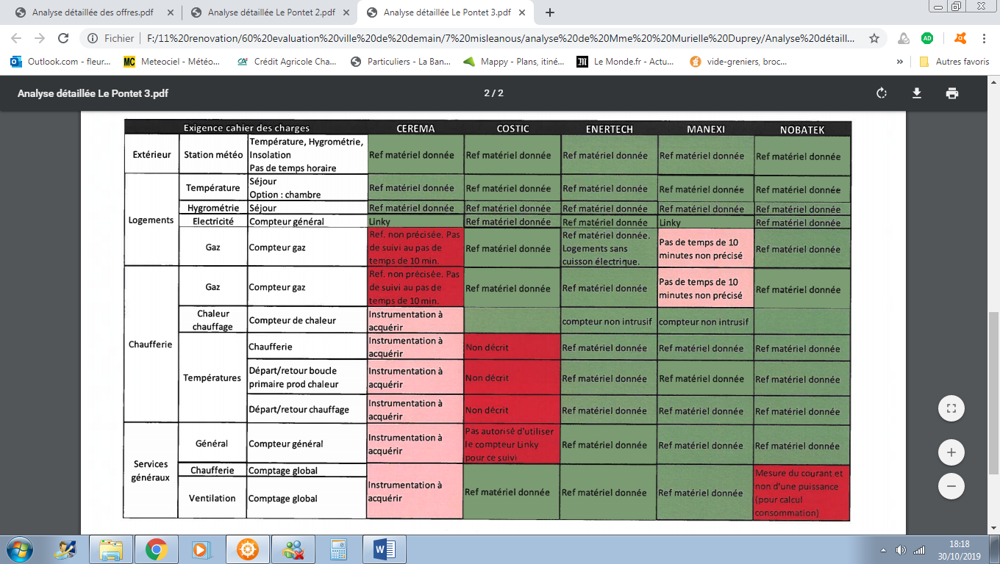 Analyse détaillée des offres.pdf
Analyse détaillée Le Pontet 2.pdf
Analyse détaillée Le Pontet 3.pdf
Fichier
F:/11%20renovation/60%20evaluation%20ville%20de%20demain/7%20misleanous/analyse%20de%20Mme%20%20Murielle%20Duprey/Analyse%20détaill...
Outlook.com - fleur...
MC
Meteociel - Météo...
Crédit Agricole Cha...
Particuliers - La Ban...
Mappy - Plans, itiné...
Le Monde.fr - Actu...
vide-greniers, broc...
»
Autres favoris
Analyse détaillée Le Pontet 3.pdf
2 / 2
Exigence cahier des charges
CEREMA
COSTIC
ENERTECH
MANEXI
NOBATEK
Extérieur
Station météo
Température, Hygrométrie,
Insolation
Pas de temps horaire
Ref matériel donnée
Ref matériel donnée
Ref matériel donnée
Ref matériel donnée
Ref matériel donnée
Logements
Température
Séjour
Option : chambre
Ref matériel donnée
Ref matériel donnée
Ref matériel donnée
Ref matériel donnée
Ref matériel donnée
Hygrométrie
Séjour
Ref matériel donnée
Ref matériel donnée
Ref matériel donnée
Ref matériel donnée
Ref matériel donnée
Electricité
Compteur général
Linky
Ref matériel donnée
Ref matériel donnée
Linky
Ref matériel donnée
Gaz
Compteur gaz
Ref. non précisée. Pas
de suivi au pas de
temps de 10 min.
Ref matériel donnée
Ref matériel donnée.
Logements sans
cuisson électrique.
Pas de temps de 10
minutes non précisé
Ref matériel donnée
Chaufferie
Gaz
Compteur gaz
Ref. non précisée. Pas
de suivi au pas de
temps de 10 min.
Ref matériel donnée
Ref matériel donnée
Pas de temps de 10
minutes non précisé
Ref matériel donnée
Chaleur
chauffage
Compteur de chaleur
Instrumentation à
acquérir
compteur non intrusif
compteur non intrusif
Températures
Chaufferie
Instrumentation à
acquérir
Non décrit
Ref matériel donnée
Ref matériel donnée
Ref matériel donnée
Départ/retour boucle
primaire prod chaleur
Instrumentation à
acquérir
Non décrit
Ref matériel donnée
Ref matériel donnée
Ref matériel donnée
Départ/retour chauffage
Instrumentation à
acquérir
Non décrit
Ref matériel donnée
Ref matériel donnée
Ref matériel donnée
Services
généraux
Général
Compteur général
Instrumentation à
acquérir
Pas autorisé d'utiliser
le compteur Linky
pour ce suivi
Ref matériel donnée
Ref matériel donnée
Ref matériel donnée
Chaufferie
Comptage global
Ventilation
Comptage global
Instrumentation à
acquérir
Ref matériel donnée
Ref matériel donnée
Ref matériel donnée
Mesure du courant et
non d'une puissance
(pour calcul
consommation)
18:18
30/10/2019